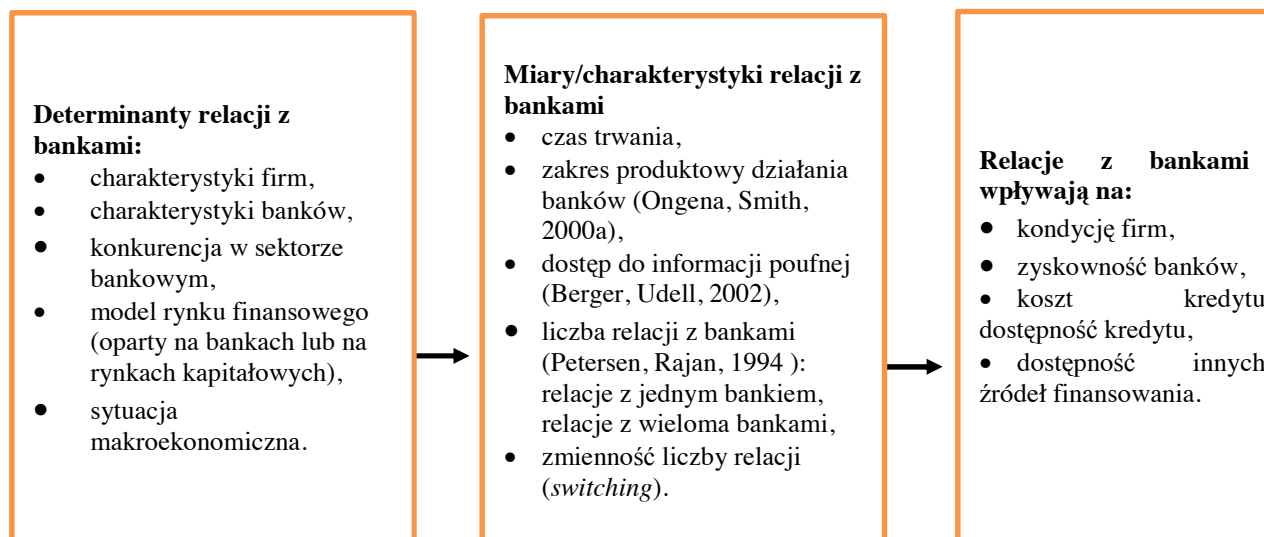 Determinanty relacji z
bankami:
• charakterystyki firm,
• charakterystyki banków,
• konkurencja w sektorze
bankowym,
• model rynku finansowego
(oparty na bankach lub na
rynkach kapitałowych),
• sytuacja
makroekonomiczna.
Miary/charakterystyki relacji z
bankami
• czas trwania,
• zakres produktowy działania
banków (Ongena, Smith,
2000a),
• dostęp do informacji poufnej
(Berger, Udell, 2002),
• liczba relacji z bankami
(Petersen, Rajan, 1994 ):
relacje z jednym bankiem,
relacje z wieloma bankami,
• zmienność liczby relacji
(switching).
Relacje z bankami
wpływają na:
• kondycję firm,
• zyskowność banków,
• koszt kredytu
dostępność kredytu,
• dostępność innych
źródeł finansowania.